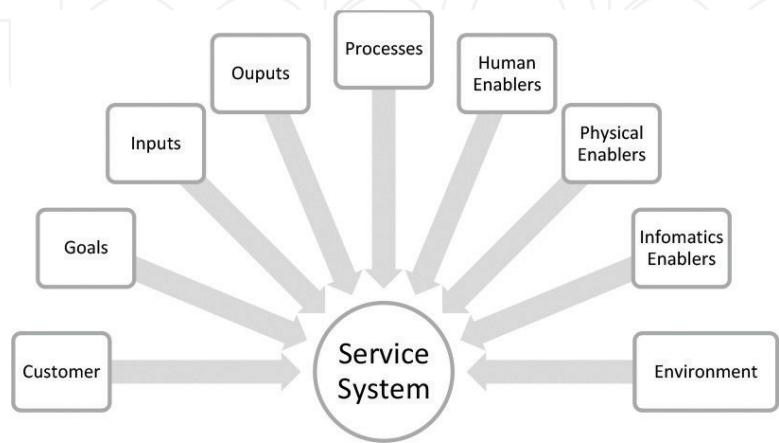 Processes
Human
Enablers
Ouputs
Physical
Enablers
Inputs
Infomatics
Enablers
Goals
Service
System
Customer
Environment